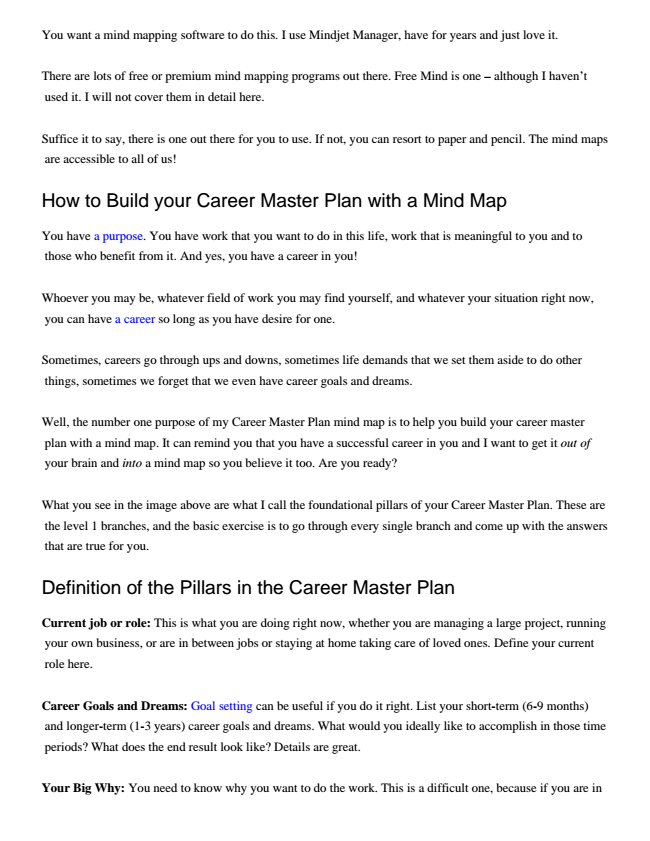 You want a mind mapping software to do this. I use Mindjet Manager, have for years and just love it.
There are lots of free or premium mind mapping programs out there. Free Mind is one – although I haven't
used it. I will not cover them in detail here.
Suffice it to say, there is one out there for you to use. If not, you can resort to paper and pencil. The mind maps
are accessible to all of us!
How to Build your Career Master Plan with a Mind Map
You have a purpose. You have work that you want to do in this life, work that is meaningful to you and to
those who benefit from it. And yes, you have a career in you!
Whoever you may be, whatever field of work you may find yourself, and whatever your situation right now,
you can have a career so long as you have desire for one.
Sometimes, careers go through ups and downs, sometimes life demands that we set them aside to do other
things, sometimes we forget that we even have career goals and dreams.
Well, the number one purpose of my Career Master Plan mind map is to help you build your career master
plan with a mind map. It can remind you that you have a successful career in you and I want to get it out of
your brain and into a mind map so you believe it too. Are you ready?
What you see in the image above are what I call the foundational pillars of your Career Master Plan. These are
the level 1 branches, and the basic exercise is to go through every single branch and come up with the answers
that are true for you.
Definition of the Pillars in the Career Master Plan
Current job or role: This is what you are doing right now, whether you are managing a large project, running
your own business, or are in between jobs or staying at home taking care of loved ones. Define your current
role here.
Career Goals and Dreams: Goal setting can be useful if you do it right. List your short-term (6-9 months)
and longer-term (1-3 years) career goals and dreams. What would you ideally like to accomplish in those time
periods? What does the end result look like? Details are great.
Your Big Why: You need to know why you want to do the work. This is a difficult one, because if you are in